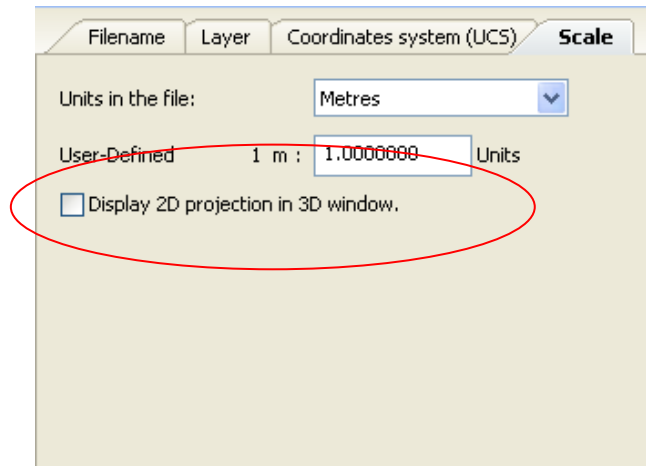 Filename Layer Coordinates system (UCS) Scale
Units in the file: Metres
User-Defined 1 m : 1.0000000 Units
Display 2D projection in 3D window.